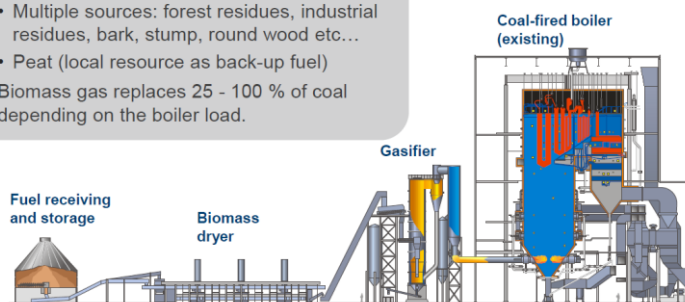 • Multiple sources: forest residues, industrial
residues, bark, stump, round wood etc...
• Peat (local resource as back-up fuel)
Biomass gas replaces 25 - 100 % of coal
depending on the boiler load.
Coal-fired boiler
(existing)
Gasifier
Fuel receiving
and storage
Biomass
dryer